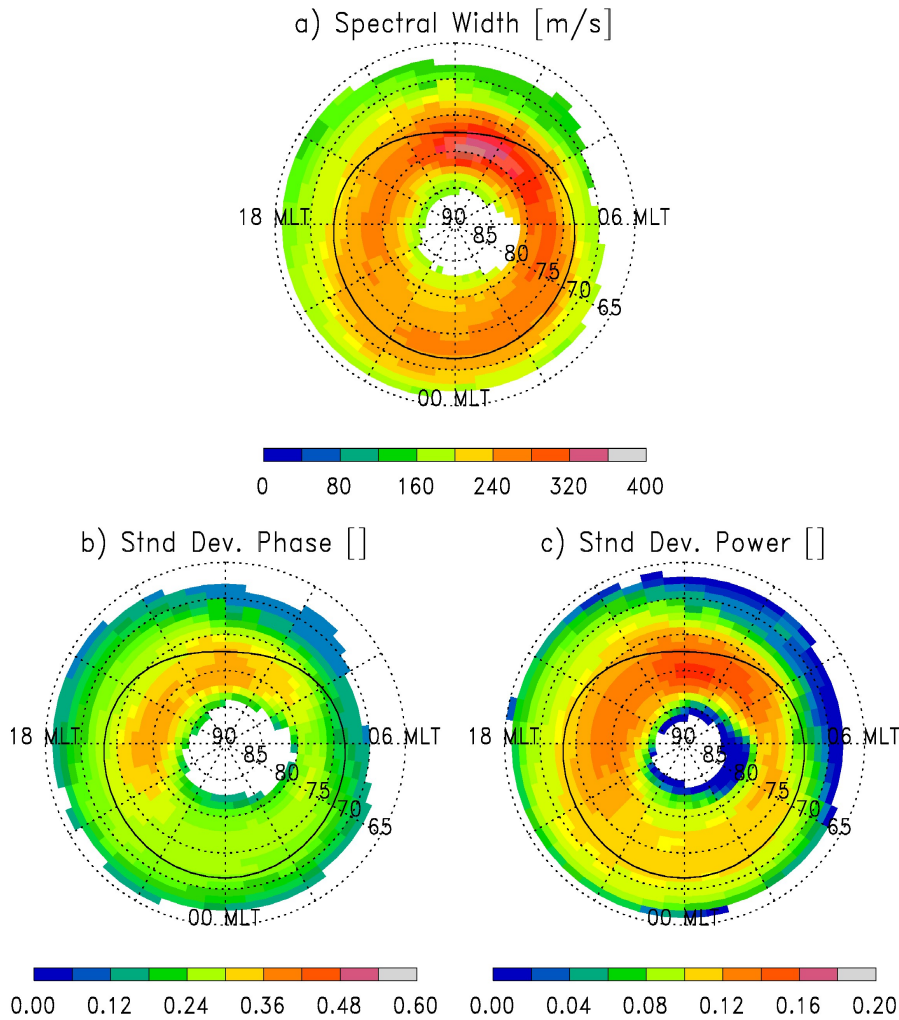 a) Spectral Width [m/s]
18 MLT
90
06 MLT
85
80
75
70
65
00 MLT
0 80 160 240 320 400
b) Stnd Dev. Phase []
c) Stnd Dev. Power []
18 MLT
90
06 MLT
85
80
75
70
65
00 MLT
18 MLT
90
06 MLT
85
80
75
70
65
00 MLT
0.00 0.12 0.24 0.36 0.48 0.60
0.00 0.04 0.08 0.12 0.16 0.20